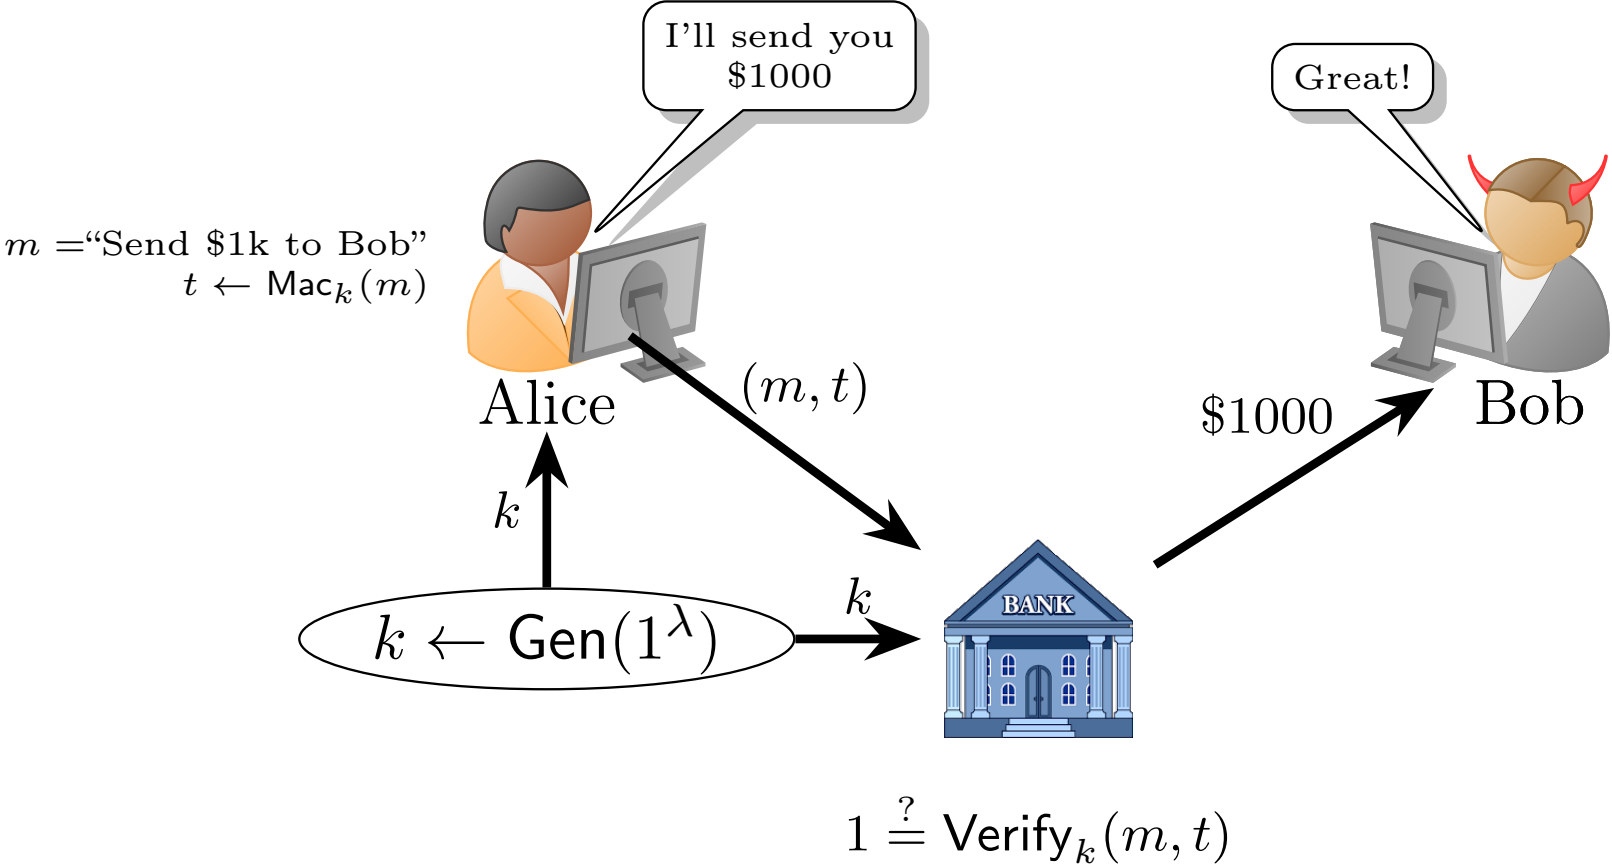 I'll send you
$1000
Great!
m =“Send $1k to Bob”
t ← Mac_k(m)
(m, t)
Alice
$1000
Bob
k
k
k ← Gen(1^λ)
BANK
1 ≟ Verify_k(m, t)